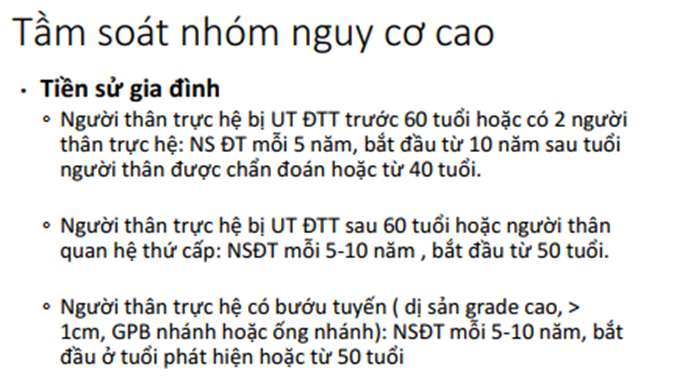 Tầm soát nhóm nguy cơ cao
• Tiền sử gia đình
° Người thân trực hệ bị UT ĐTT trước 60 tuổi hoặc có 2 người
thân trực hệ: NS ĐT mỗi 5 năm, bắt đầu từ 10 năm sau tuổi
người thân được chẩn đoán hoặc từ 40 tuổi.
° Người thân trực hệ bị UT ĐTT sau 60 tuổi hoặc người thân
quan hệ thứ cấp: NSĐT mỗi 5-10 năm , bắt đầu từ 50 tuổi.
° Người thân trực hệ có bướu tuyến ( dị sản grade cao, >
1cm, GPB nhánh hoặc ống nhánh): NSĐT mỗi 5-10 năm, bắt
đầu ở tuổi phát hiện hoặc từ 50 tuổi